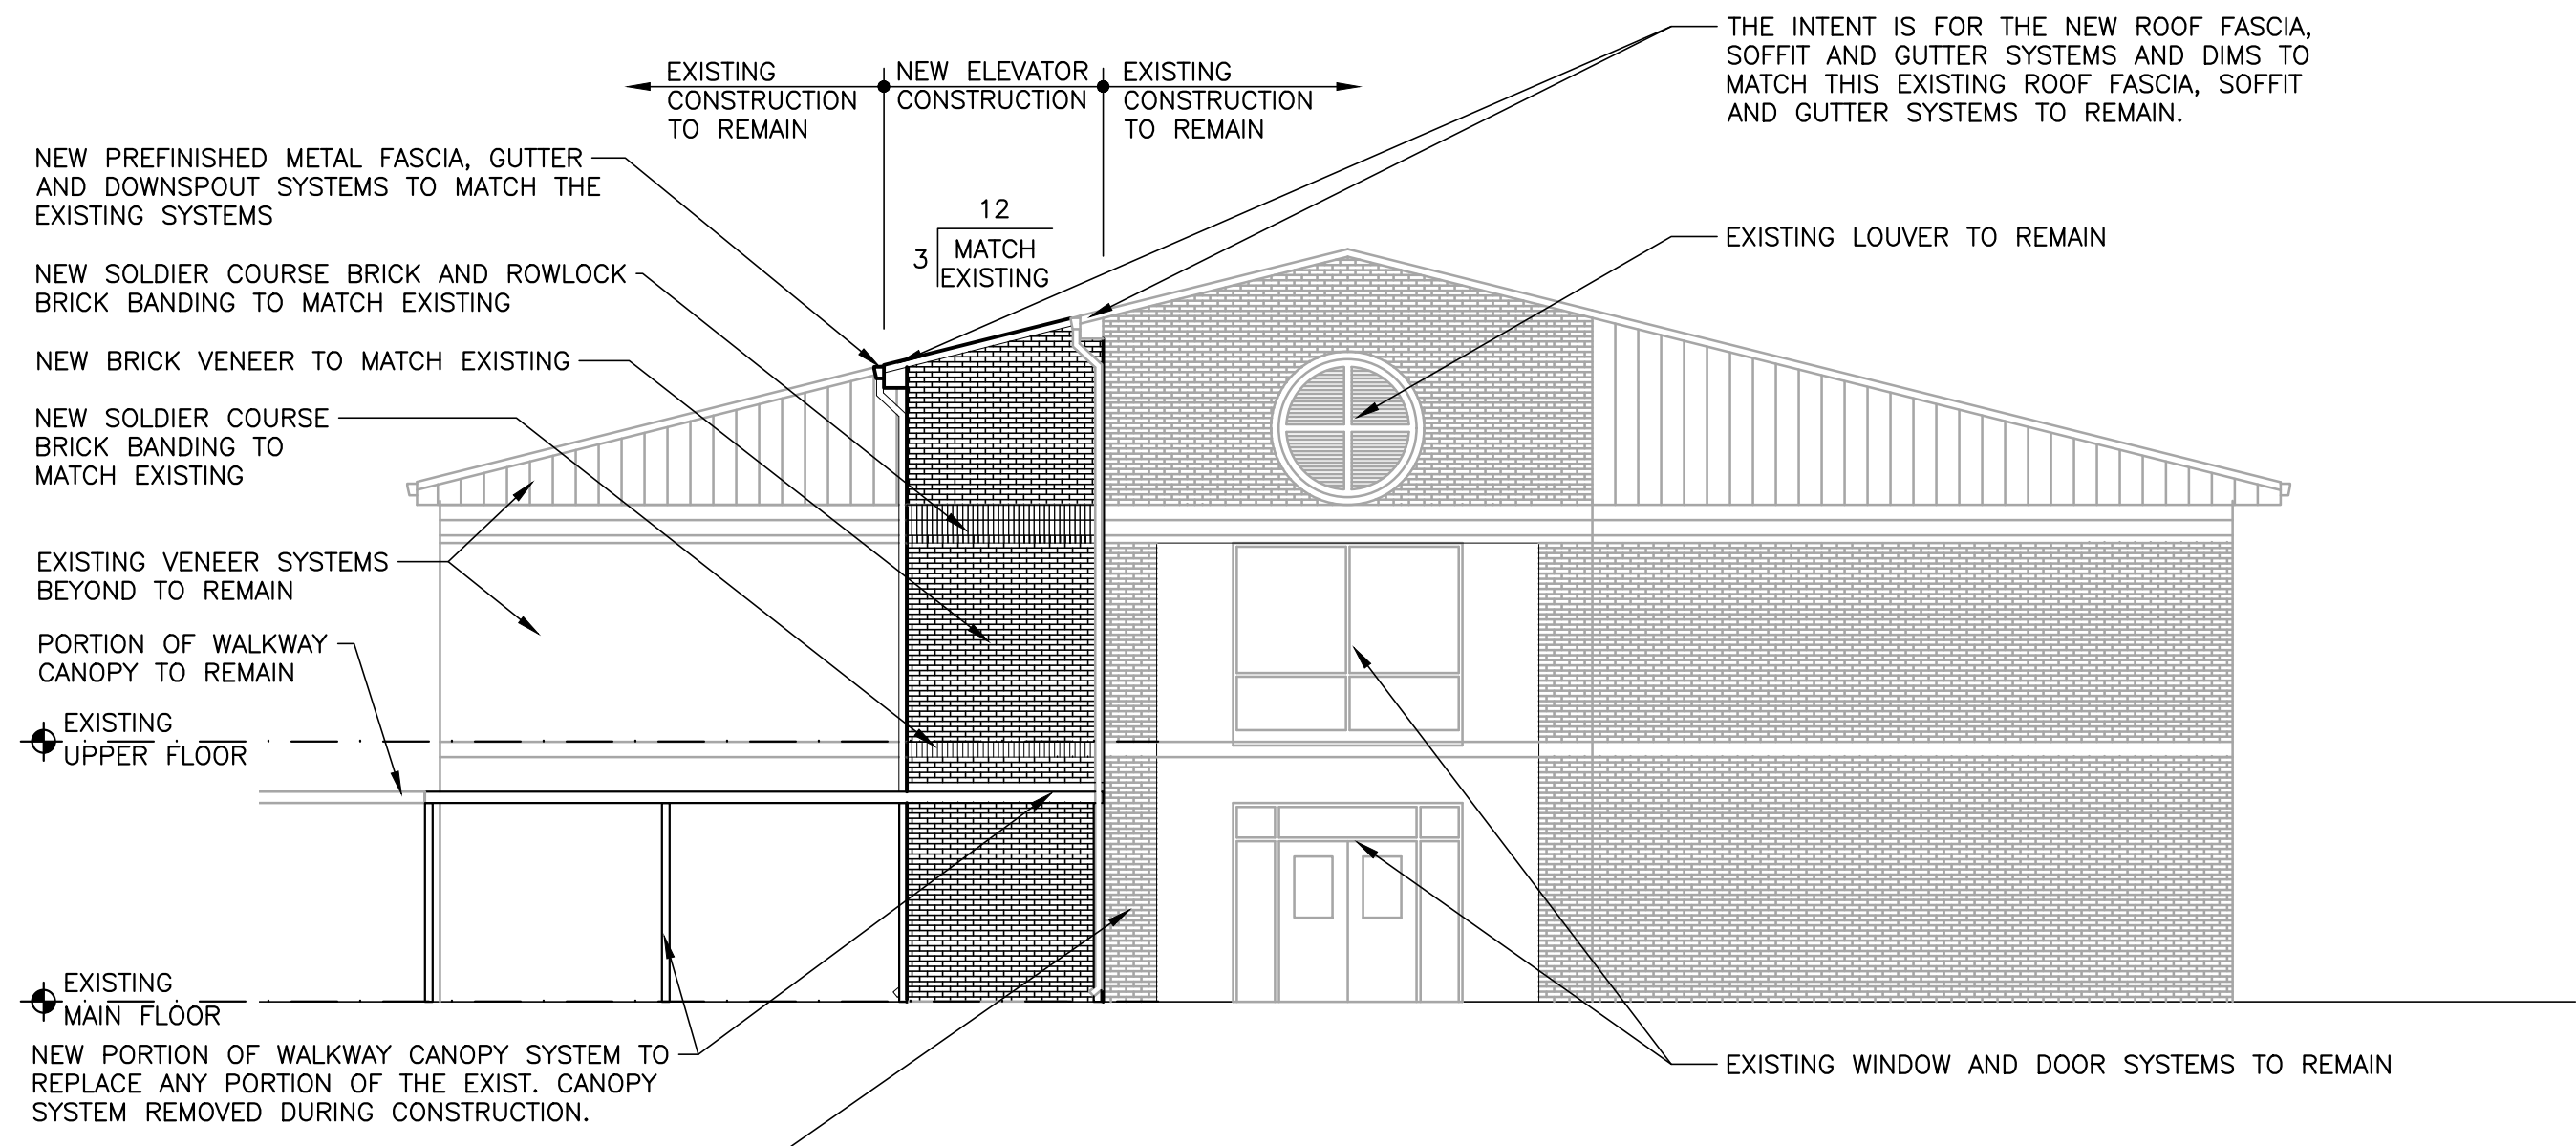 THE INTENT IS FOR THE NEW ROOF FASCIA,
SOFFIT AND GUTTER SYSTEMS AND DIMS TO
MATCH THIS EXISTING ROOF FASCIA, SOFFIT
AND GUTTER SYSTEMS TO REMAIN.
EXISTING
CONSTRUCTION
TO REMAIN
NEW ELEVATOR
CONSTRUCTION
EXISTING
CONSTRUCTION
TO REMAIN
NEW PREFINISHED METAL FASCIA, GUTTER
AND DOWNSPOUT SYSTEMS TO MATCH THE
EXISTING SYSTEMS
12
3
MATCH
EXISTING
EXISTING LOUVER TO REMAIN
NEW SOLDIER COURSE BRICK AND ROWLOCK
BRICK BANDING TO MATCH EXISTING
NEW BRICK VENEER TO MATCH EXISTING
NEW SOLDIER COURSE
BRICK BANDING TO
MATCH EXISTING
EXISTING VENEER SYSTEMS
BEYOND TO REMAIN
PORTION OF WALKWAY
CANOPY TO REMAIN
EXISTING
UPPER FLOOR
EXISTING
MAIN FLOOR
NEW PORTION OF WALKWAY CANOPY SYSTEM TO
REPLACE ANY PORTION OF THE EXIST. CANOPY
SYSTEM REMOVED DURING CONSTRUCTION.
EXISTING WINDOW AND DOOR SYSTEMS TO REMAIN